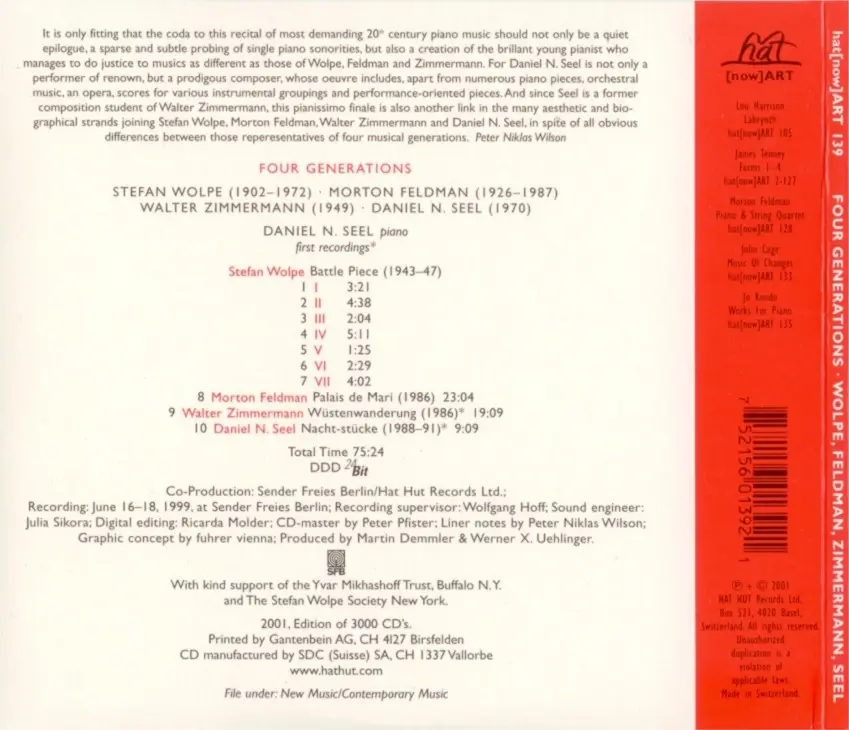 It is only fitting that the coda to this recital of most demanding 20th century piano music should not only be a quiet
epilogue, a sparse and subtle probing of single piano sonorities, but also a creation of the brillant young pianist who
manages to do justice to musics as different as those of Wolpe, Feldman and Zimmermann. For Daniel N. Seel is not only a
performer of renown, but a prodigous composer, whose oeuvre includes, apart from numerous piano pieces, orchestral
music, an opera, scores for various instrumental groupings and performance-oriented pieces. And since Seel is a former
composition student of Walter Zimmermann, this pianissimo finale is also another link in the many aesthetic and bio-
graphical strands joining Stefan Wolpe, Morton Feldman, Walter Zimmermann and Daniel N. Seel, in spite of all obvious
differences between those reperesentatives of four musical generations. Peter Niklas Wilson
FOUR GENERATIONS
STEFAN WOLPE (1902–1972) · MORTON FELDMAN (1926–1987)
WALTER ZIMMERMANN (1949) · DANIEL N. SEEL (1970)
DANIEL N. SEEL piano
first recordings*
Stefan Wolpe Battle Piece (1943–47)
1 I 3:21
2 II 4:38
3 III 2:04
4 IV 5:11
5 V 1:25
6 VI 2:29
7 VII 4:02
8 Morton Feldman Palais de Mari (1986) 23:04
9 Walter Zimmermann Wüstenwanderung (1986)* 19:09
10 Daniel N. Seel Nacht-stücke (1988–91)* 9:09
Total Time 75:24
DDD 24Bit
Co-Production: Sender Freies Berlin/Hat Hut Records Ltd.;
Recording: June 16–18, 1999, at Sender Freies Berlin; Recording supervisor: Wolfgang Hoff; Sound engineer:
Julia Sikora; Digital editing: Ricarda Molder; CD-master by Peter Pfister; Liner notes by Peter Niklas Wilson;
Graphic concept by fuhrer vienna; Produced by Martin Demmler & Werner X. Uehlinger.
SFB
With kind support of the Yvar Mikhashoff Trust, Buffalo N.Y.
and The Stefan Wolpe Society New York.
2001, Edition of 3000 CD's.
Printed by Gantenbein AG, CH 4127 Birsfelden
CD manufactured by SDC (Suisse) SA, CH 1337 Vallorbe
www.hathut.com
File under: New Music/Contemporary Music
hat
[now]ART
Lou Harrison
Labrynth
hat[now]ART 105
James Tenney
Forms 1–4
hat[now]ART 2-127
Morton Feldman
Piano & String Quartet
hat[now]ART 128
John Cage
Music Of Changes
hat[now]ART 133
Jo Kondo
Works For Piano
hat[now]ART 135
7 52156 01392 1
℗ + © 2001
HAT HUT Records Ltd.
Box 521, 4020 Basel,
Switzerland. All rights reserved.
Unauthorized
duplication is a
violation of
applicable laws.
Made in Switzerland.
hat[now]ART 139 FOUR GENERATIONS · WOLPE, FELDMAN, ZIMMERMANN, SEEL